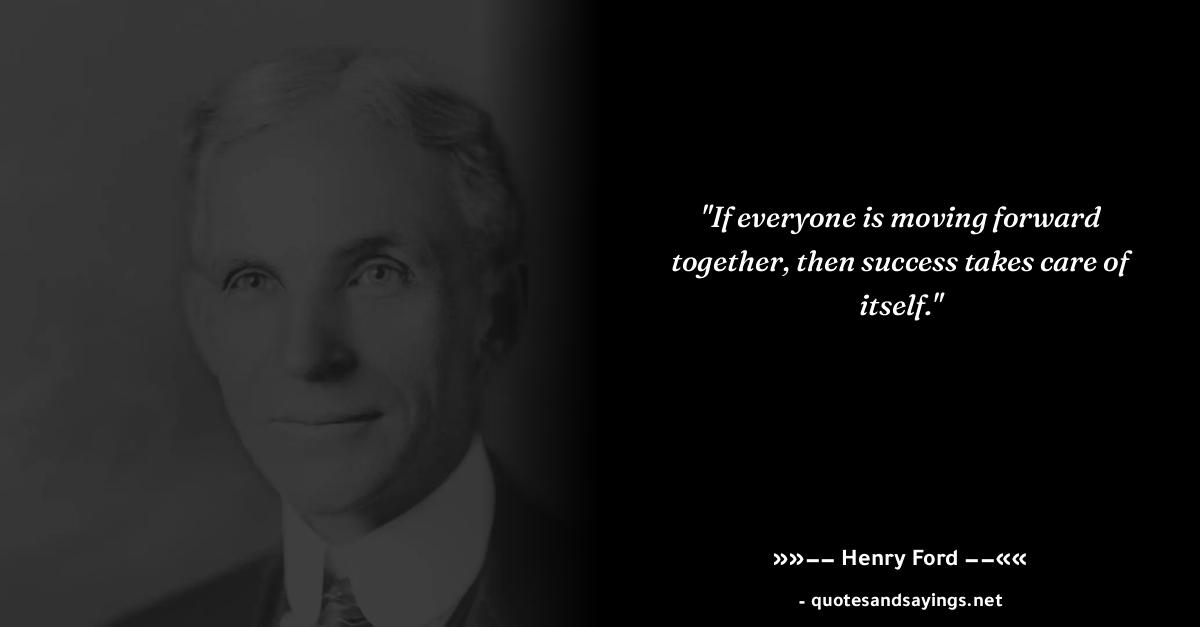 "If everyone is moving forward
together, then success takes care of
itself."
»»–– Henry Ford ––««
- quotesandsayings.net